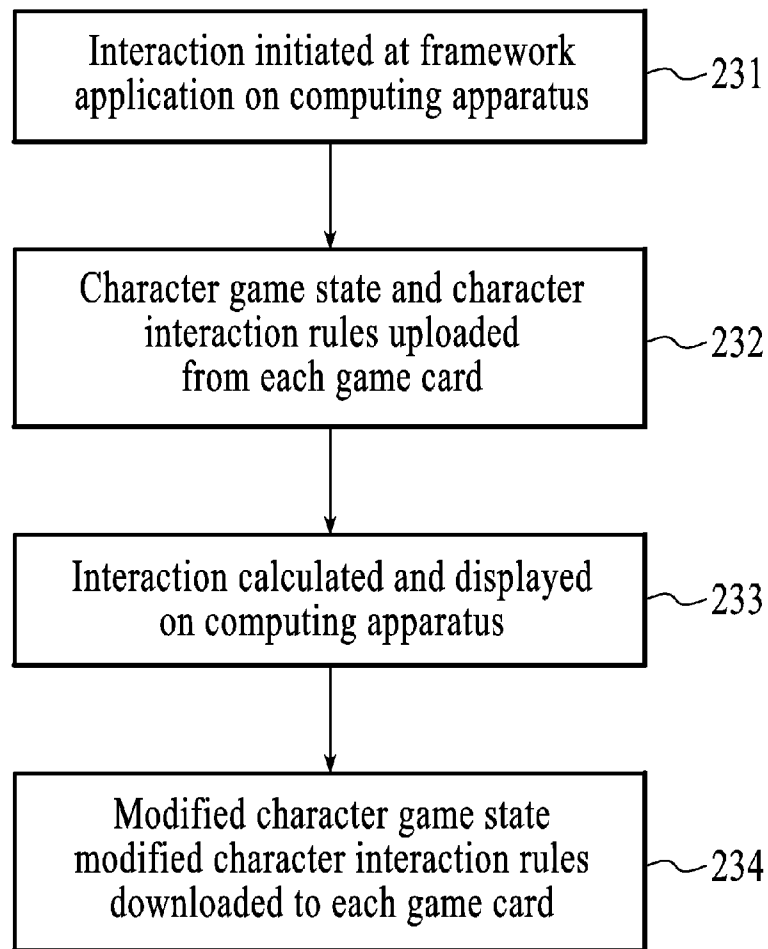 Interaction initiated at framework
application on computing apparatus
231
Character game state and character
interaction rules uploaded
from each game card
232
Interaction calculated and displayed
on computing apparatus
233
Modified character game state
modified character interaction rules
downloaded to each game card
234